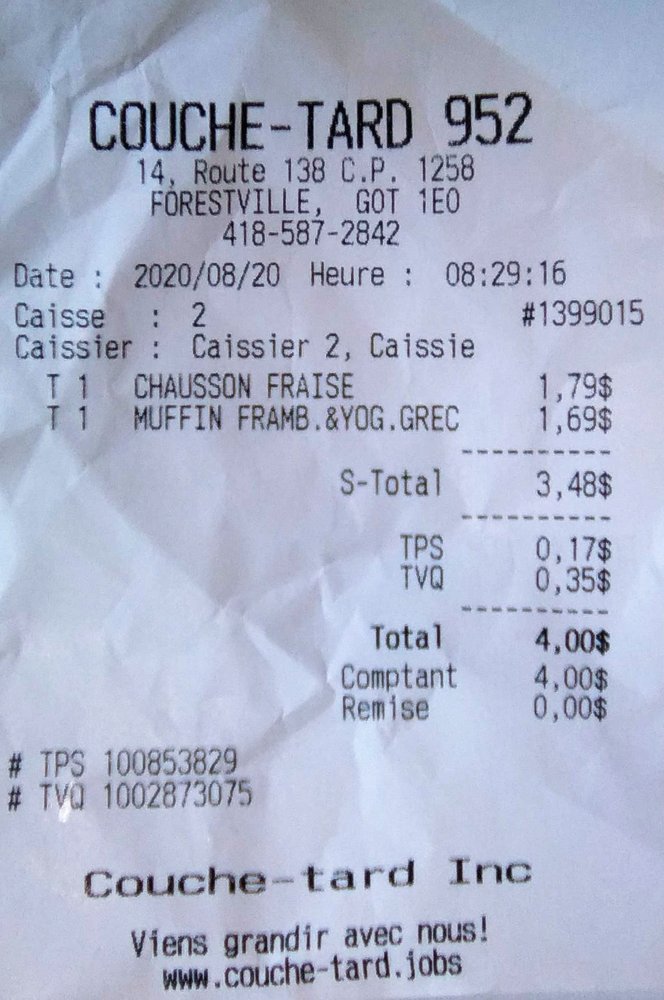 COUCHE-TARD 952
14, Route 138 C.P. 1258
FORESTVILLE, GOT 1E0
418-587-2842
Date : 2020/08/20 Heure : 08:29:16
Caisse : 2 #1399015
Caissier : Caissier 2, Caissie
T 1 CHAUSSON FRAISE 1,79$
T 1 MUFFIN FRAMB.&YOG.GREC 1,69$
----------
S-Total 3,48$
----------
TPS 0,17$
TVQ 0,35$
----------
Total 4,00$
Comptant 4,00$
Remise 0,00$
# TPS 100853829
# TVQ 1002873075
Couche-tard Inc
Viens grandir avec nous!
www.couche-tard.jobs